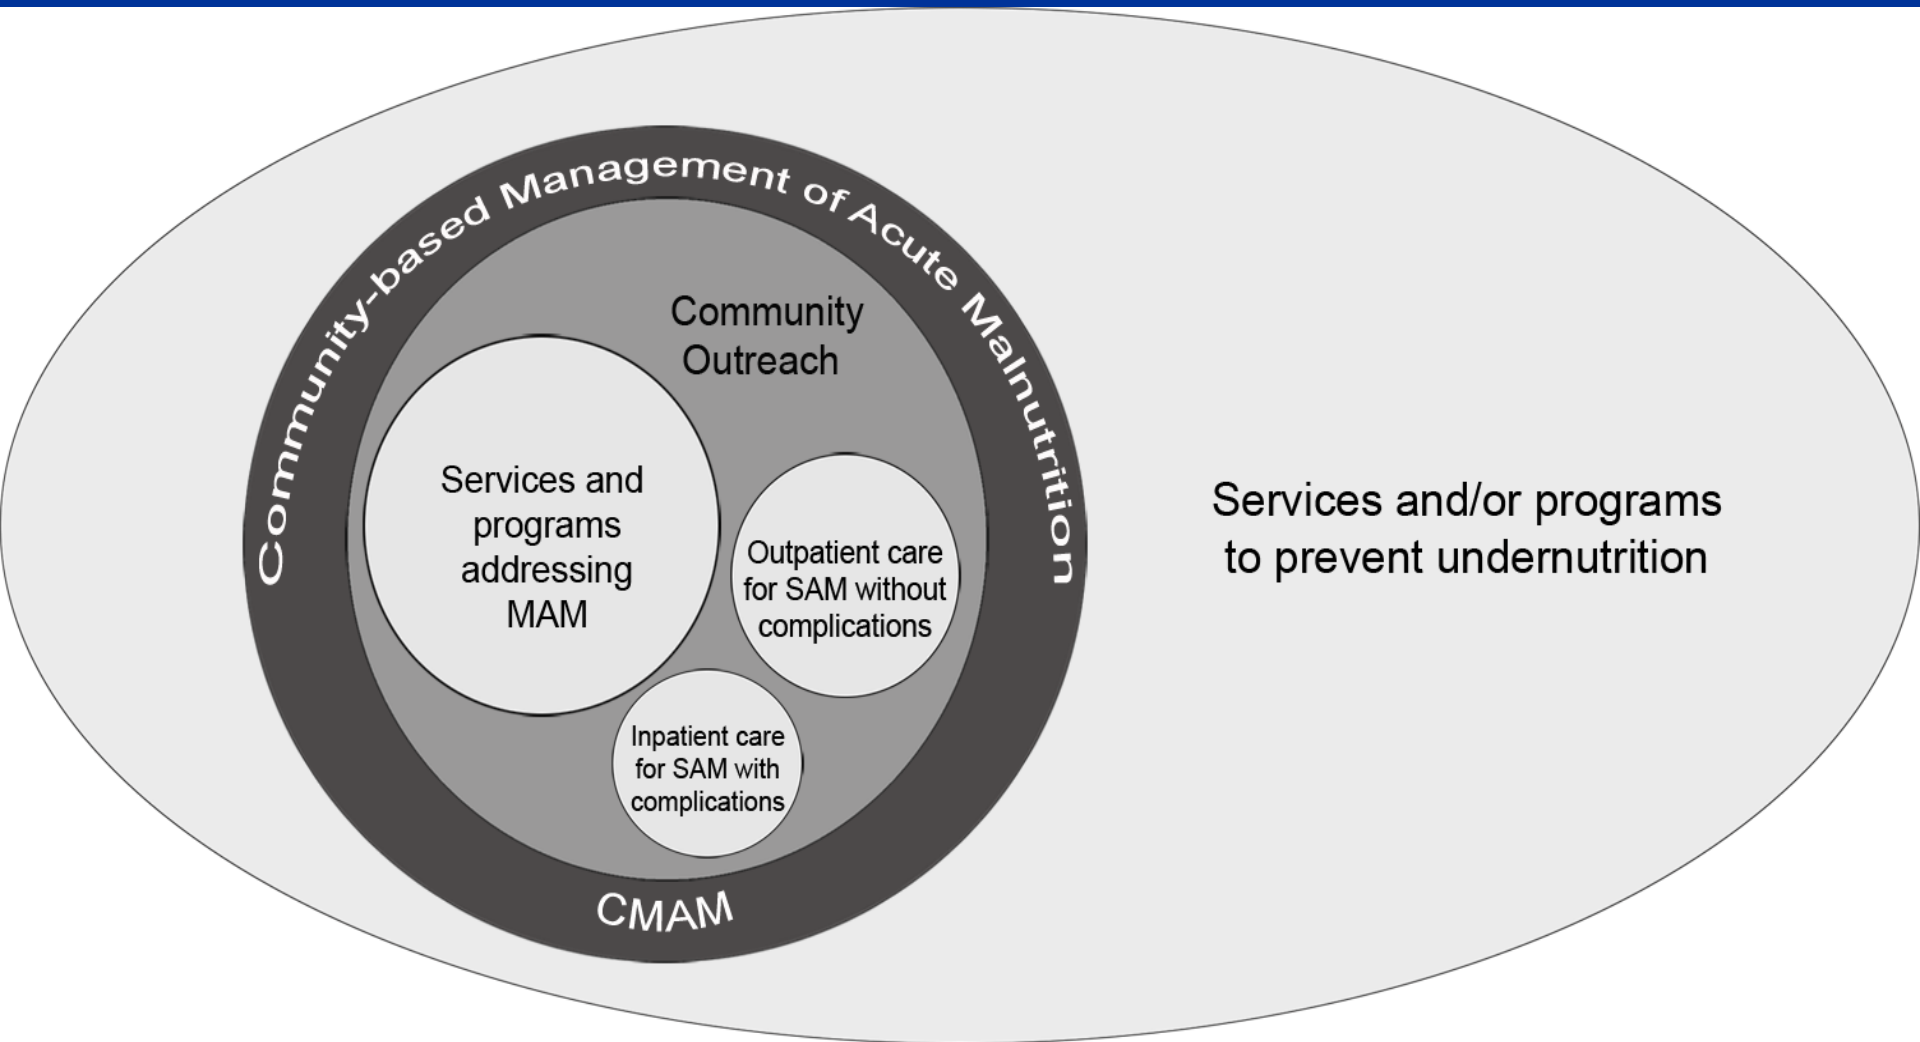 Community-based Management of Acute Malnutrition
Community
Outreach
Services and
programs
addressing
MAM
Outpatient care
for SAM without
complications
Inpatient care
for SAM with
complications
CMAM
Services and/or programs
to prevent undernutrition